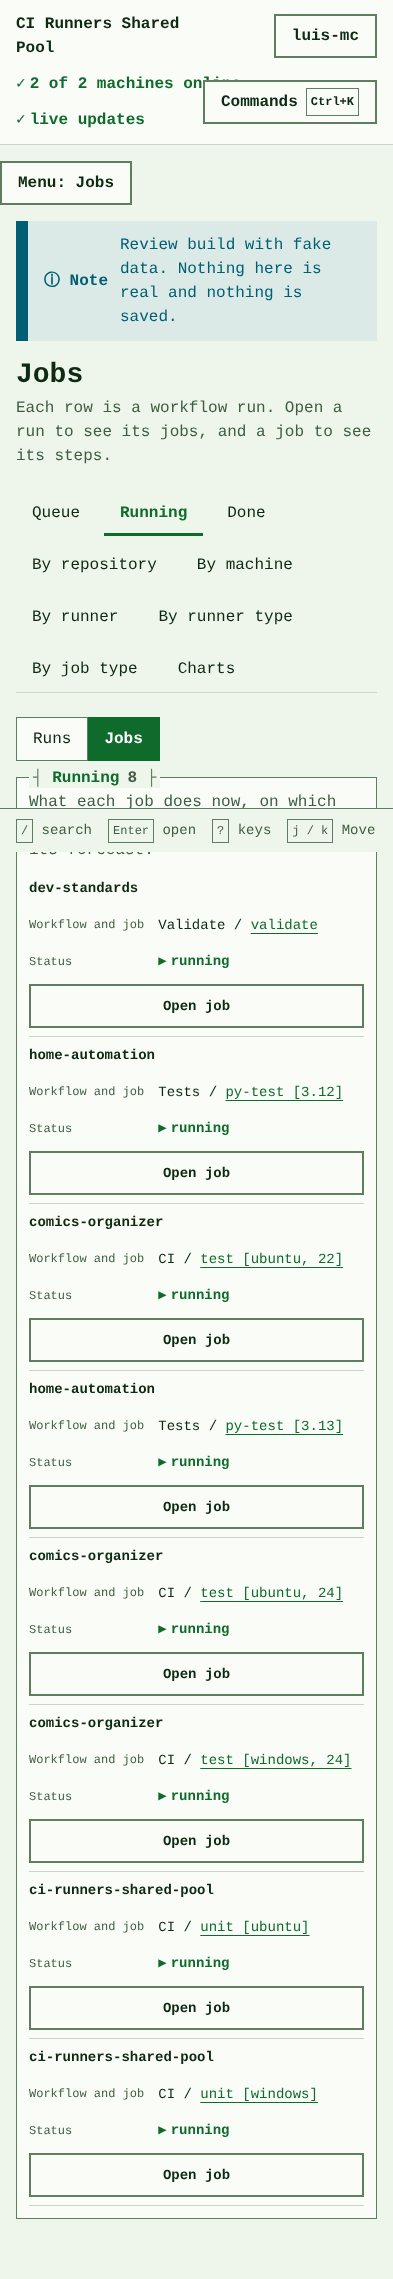 CI Runners Shared
Pool
luis-mc
✓ 2 of 2 machines online
Commands Ctrl+K
✓ live updates
Menu: Jobs
ⓘ Note
Review build with fake
data. Nothing here is
real and nothing is
saved.
Jobs
Each row is a workflow run. Open a
run to see its jobs, and a job to see
its steps.
Queue Running Done
By repository By machine
By runner By runner type
By job type Charts
Runs Jobs
Running 8
What each job does now, on which
/ search Enter open ? keys j / k Move
its forecast.
dev-standards
Workflow and job Validate / validate
Status ▶ running
Open job
home-automation
Workflow and job Tests / py-test [3.12]
Status ▶ running
Open job
comics-organizer
Workflow and job CI / test [ubuntu, 22]
Status ▶ running
Open job
home-automation
Workflow and job Tests / py-test [3.13]
Status ▶ running
Open job
comics-organizer
Workflow and job CI / test [ubuntu, 24]
Status ▶ running
Open job
comics-organizer
Workflow and job CI / test [windows, 24]
Status ▶ running
Open job
ci-runners-shared-pool
Workflow and job CI / unit [ubuntu]
Status ▶ running
Open job
ci-runners-shared-pool
Workflow and job CI / unit [windows]
Status ▶ running
Open job